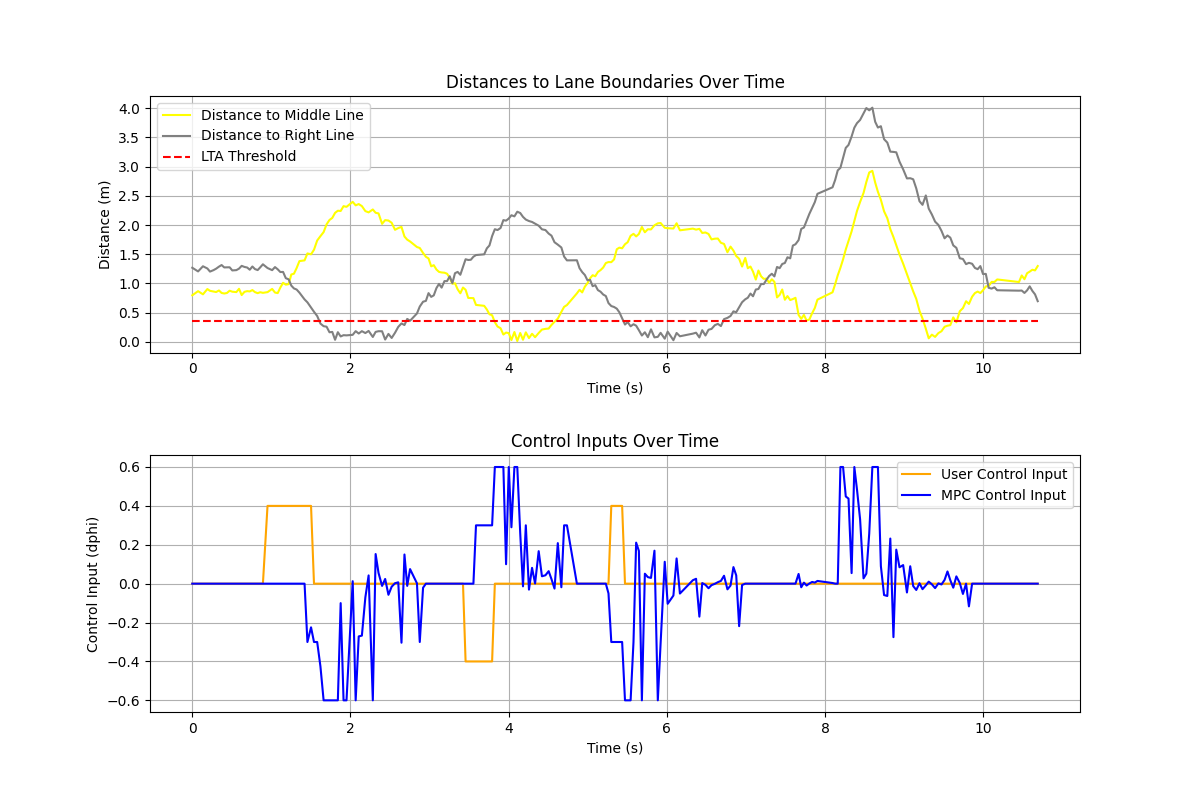 Distances to Lane Boundaries Over Time
Distance to Middle Line
Distance to Right Line
LTA Threshold
Distance (m)
4.0
3.5
3.0
2.5
2.0
1.5
1.0
0.5
0.0
0 2 4 6 8 10
Time (s)
Control Inputs Over Time
User Control Input
MPC Control Input
Control Input (dphi)
0.6
0.4
0.2
0.0
−0.2
−0.4
−0.6
0 2 4 6 8 10
Time (s)